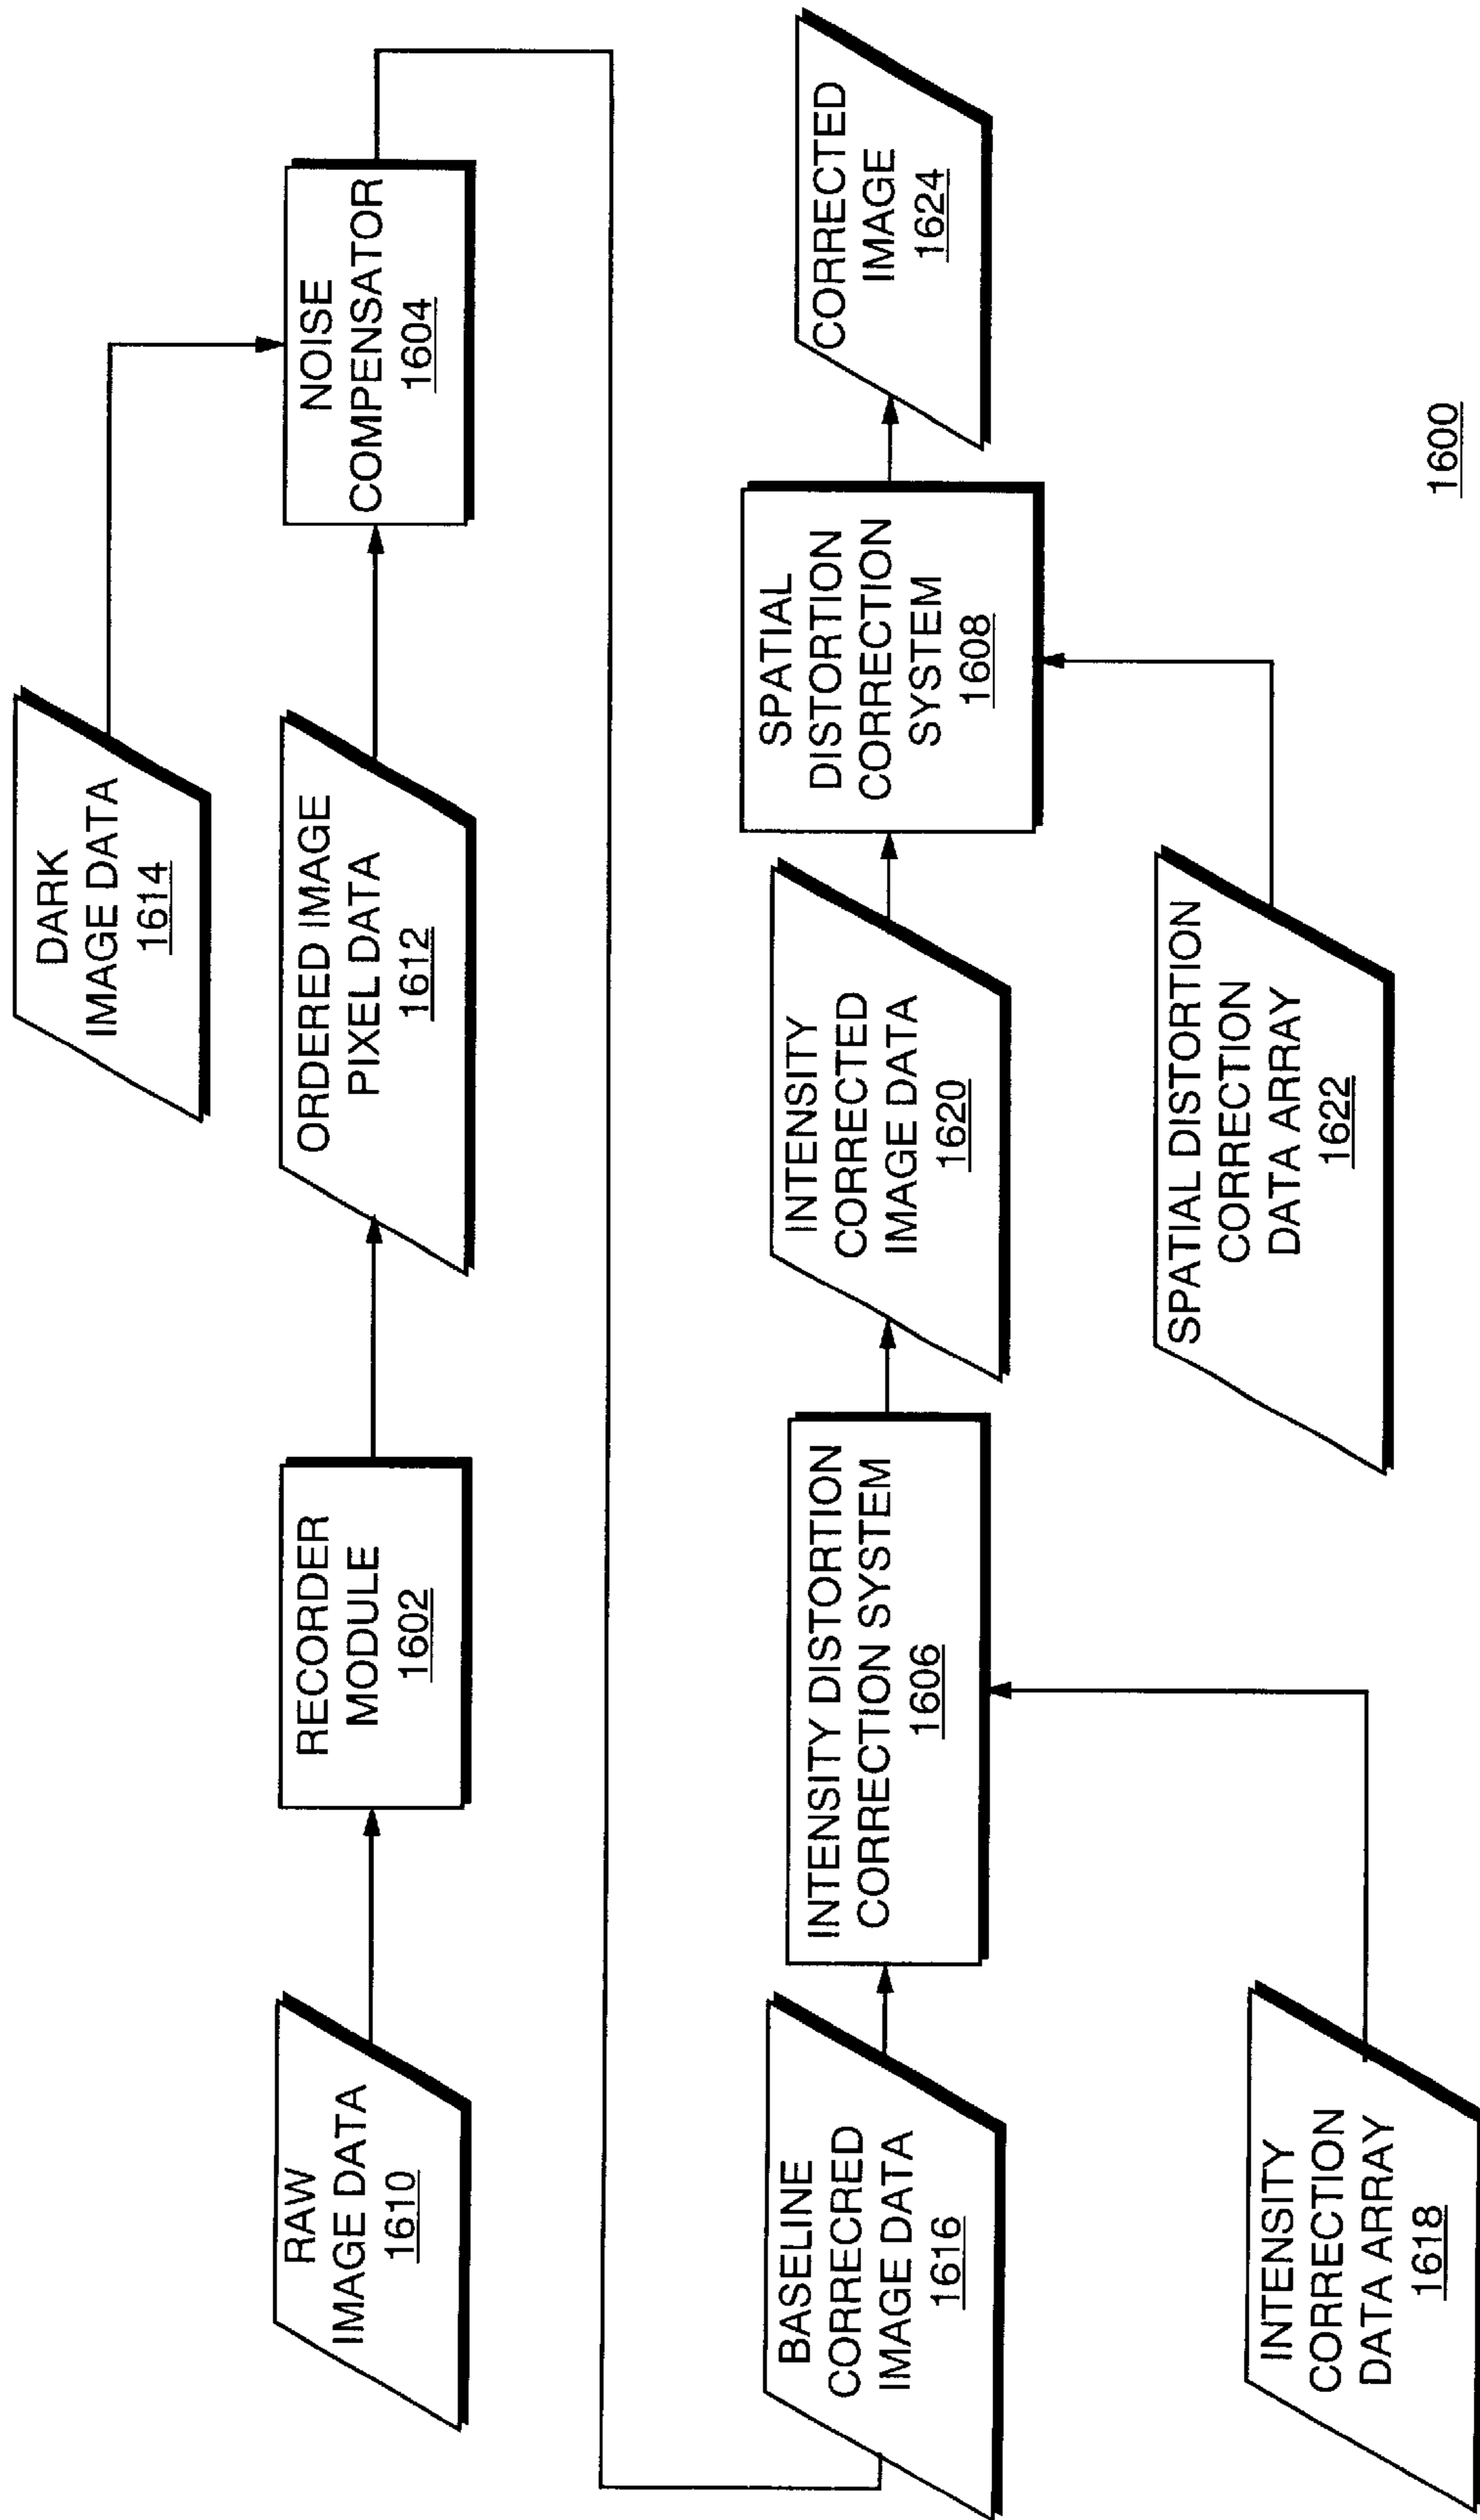 DARK
IMAGE DATA
1614
RAW
IMAGE DATA
1610
RECORDER
MODULE
1602
ORDERED IMAGE
PIXEL DATA
1612
NOISE
COMPENSATOR
1604
BASELINE
CORRECRED
IMAGE DATA
1616
INTENSITY DISTORTION
CORRECTION SYSTEM
1606
INTENSITY
CORRECTED
IMAGE DATA
1620
SPATIAL
DISTORTION
CORRECTION
SYSTEM
1608
CORRECTED
IMAGE
1624
INTENSITY
CORRECTION
DATA ARRAY
1618
SPATIAL DISTORTION
CORRECTION
DATA ARRAY
1622
1600